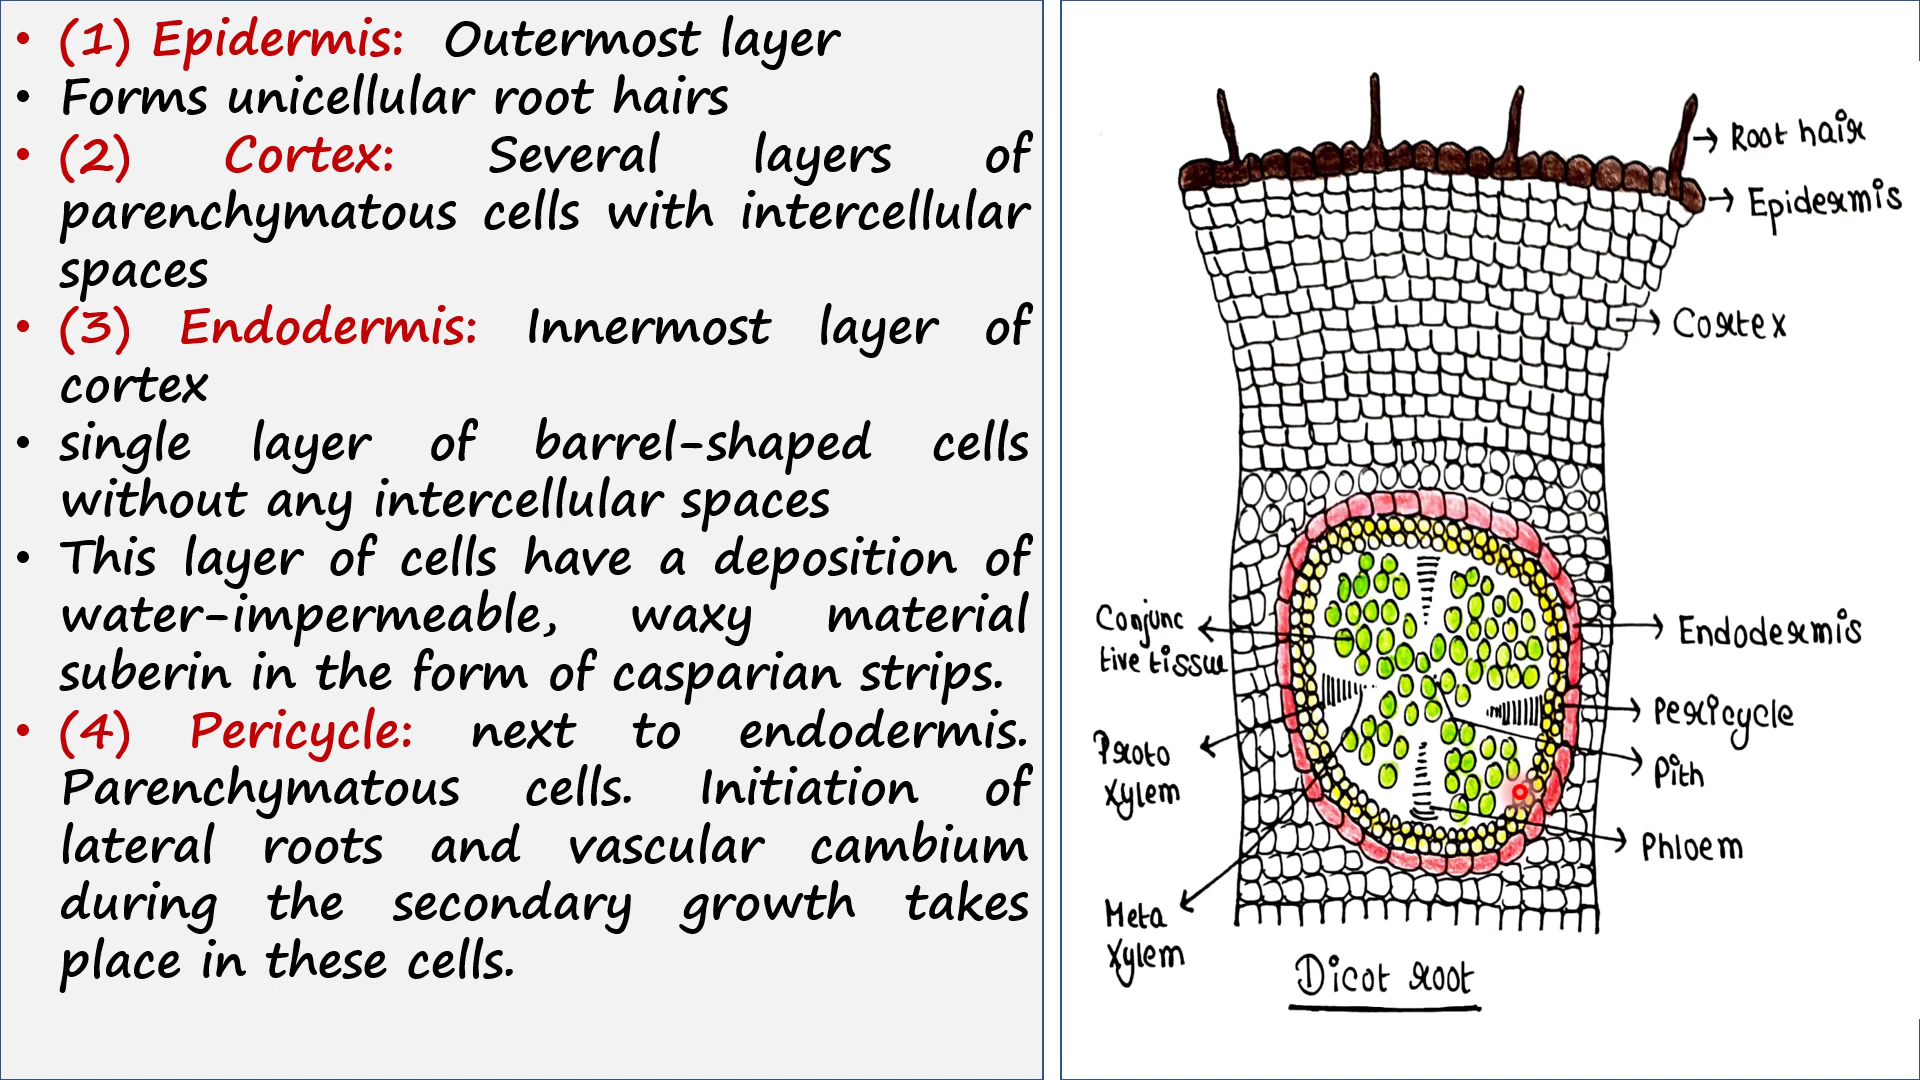 • (1) Epidermis: Outermost layer
• Forms unicellular root hairs
• (2) Cortex: Several layers of
parenchymatous cells with intercellular
spaces
• (3) Endodermis: Innermost layer of
cortex
• single layer of barrel-shaped cells
without any intercellular spaces
• This layer of cells have a deposition of
water-impermeable, waxy material
suberin in the form of casparian strips.
• (4) Pericycle: next to endodermis.
Parenchymatous cells. Initiation of
lateral roots and vascular cambium
during the secondary growth takes
place in these cells.
Root hair
Epidermis
Cortex
Conjunc
tive tissue
Endodermis
Pericycle
Proto
xylem
Pith
Phloem
Meta
xylem
Dicot root